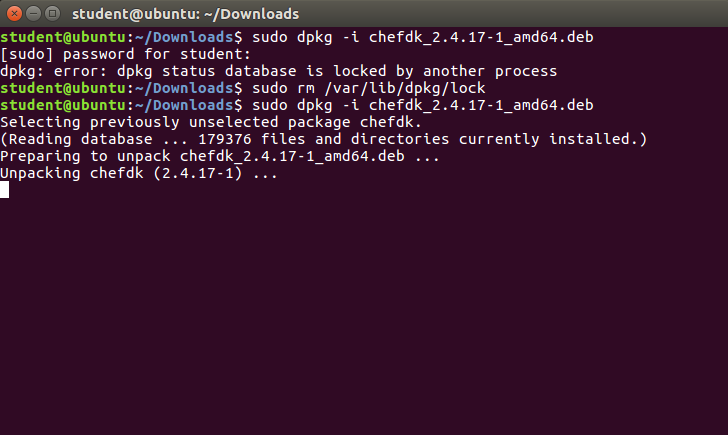 student@ubuntu: ~/Downloads
student@ubuntu:~/Downloads$ sudo dpkg -i chefdk_2.4.17-1_amd64.deb
[sudo] password for student:
dpkg: error: dpkg status database is locked by another process
student@ubuntu:~/Downloads$ sudo rm /var/lib/dpkg/lock
student@ubuntu:~/Downloads$ sudo dpkg -i chefdk_2.4.17-1_amd64.deb
Selecting previously unselected package chefdk.
(Reading database ... 179376 files and directories currently installed.)
Preparing to unpack chefdk_2.4.17-1_amd64.deb ...
Unpacking chefdk (2.4.17-1) ...